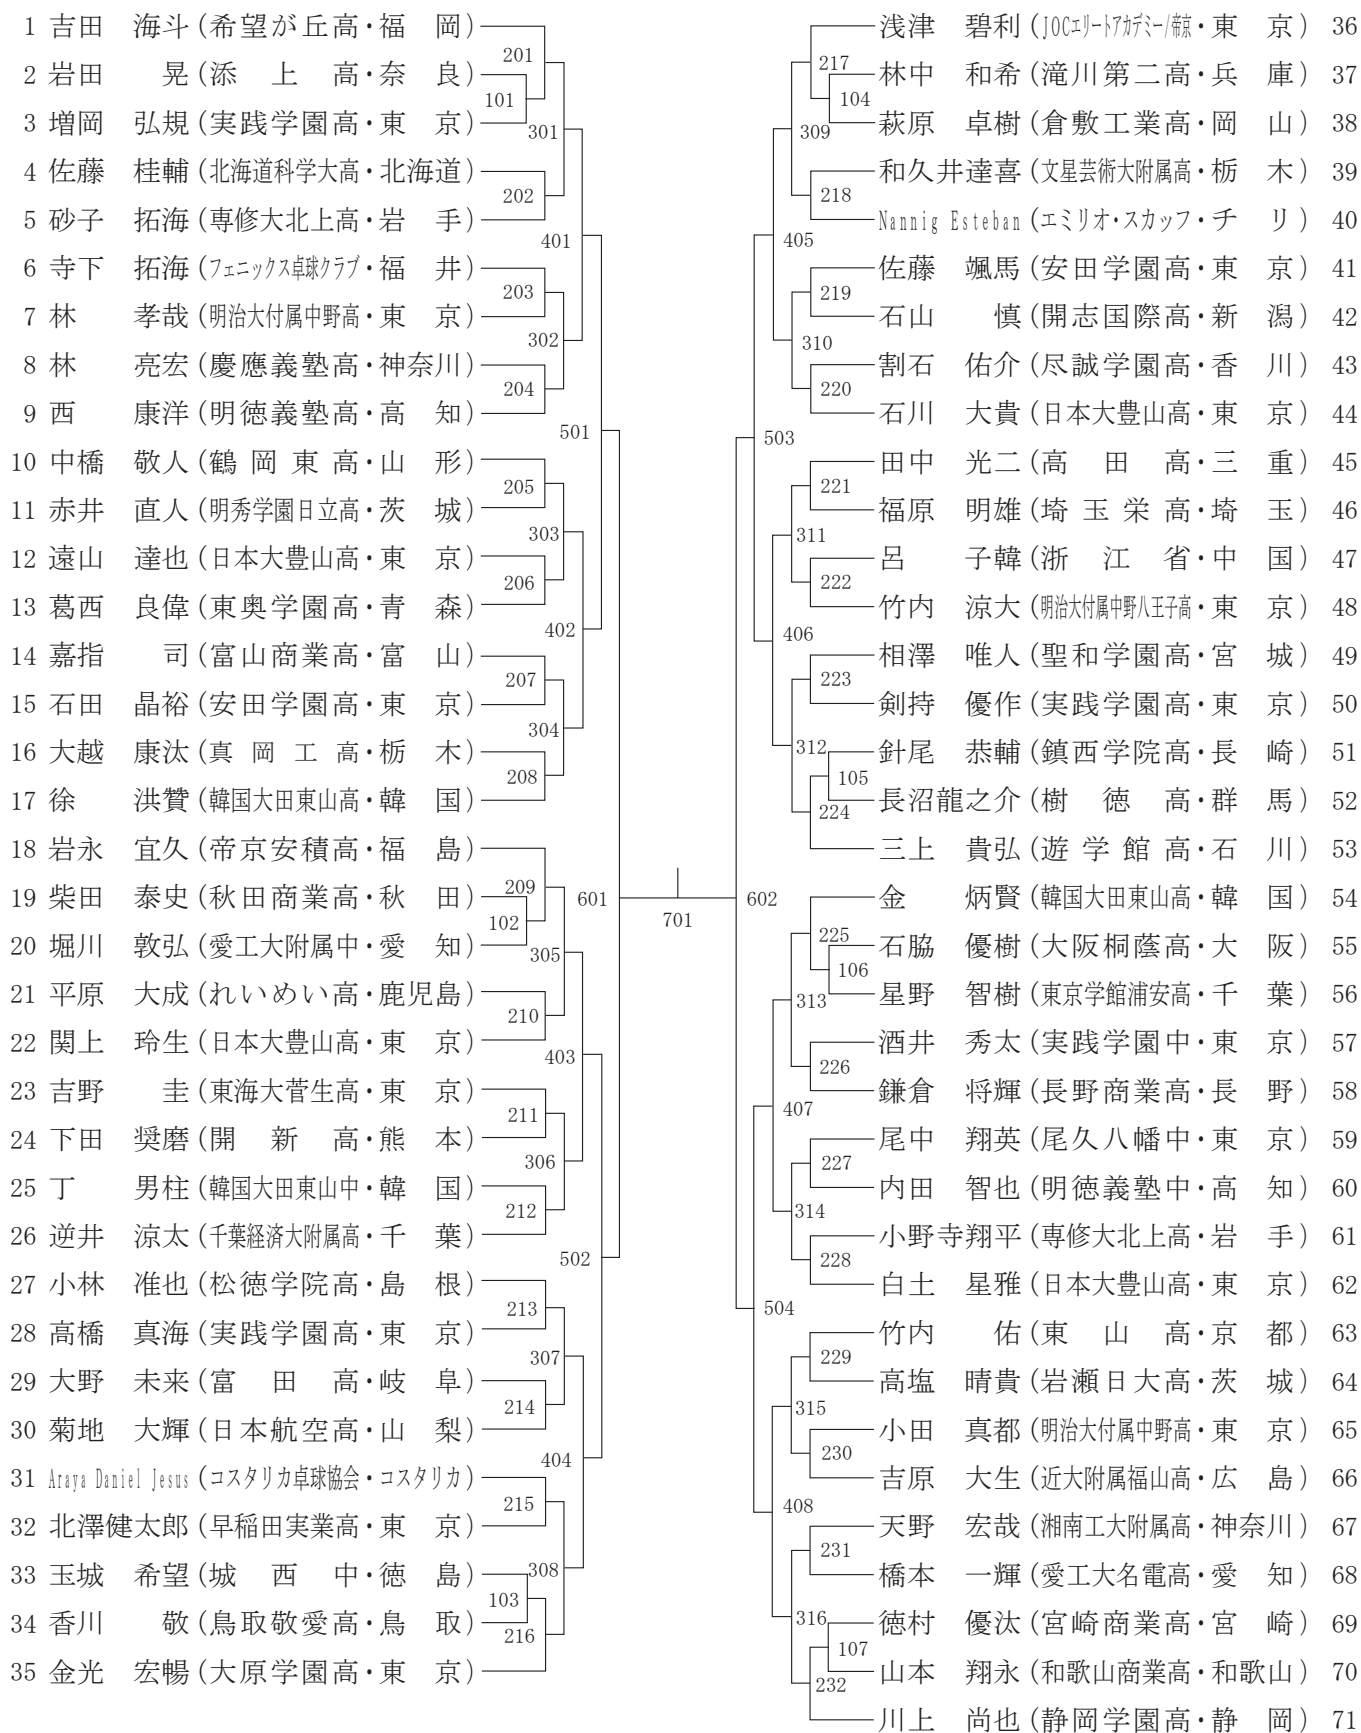 1 吉田　海斗(希望が丘高・福　岡)
2 岩田　　晃(添　上　高・奈　良)
3 増岡　弘規(実践学園高・東　京)
4 佐藤　桂輔(北海道科学大高・北海道)
5 砂子　拓海(専修大北上高・岩　手)
6 寺下　拓海(フェニックス卓球クラブ・福　井)
7 林　　孝哉(明治大付属中野高・東　京)
8 林　　亮宏(慶應義塾高・神奈川)
9 西　　康洋(明徳義塾高・高　知)
10 中橋　敬人(鶴岡東高・山　形)
11 赤井　直人(明秀学園日立高・茨　城)
12 遠山　達也(日本大豊山高・東　京)
13 葛西　良偉(東奥学園高・青　森)
14 嘉指　　司(富山商業高・富　山)
15 石田　晶裕(安田学園高・東　京)
16 大越　康汰(真岡工高・栃　木)
17 徐　　洪贊(韓国大田東山高・韓　国)
18 岩永　宜久(帝京安積高・福　島)
19 柴田　泰史(秋田商業高・秋　田)
20 堀川　敦弘(愛工大附属中・愛　知)
21 平原　大成(れいめい高・鹿児島)
22 関上　玲生(日本大豊山高・東　京)
23 吉野　　圭(東海大菅生高・東　京)
24 下田　奨磨(開　新　高・熊　本)
25 丁　　男柱(韓国大田東山中・韓　国)
26 逆井　涼太(千葉経済大附属高・千　葉)
27 小林　准也(松徳学院高・島　根)
28 高橋　真海(実践学園高・東　京)
29 大野　未来(富　田　高・岐　阜)
30 菊地　大輝(日本航空高・山　梨)
31 Araya Daniel Jesus(コスタリカ卓球協会・コスタリカ)
32 北澤健太郎(早稲田実業高・東　京)
33 玉城　希望(城　西　中・徳　島)
34 香川　　敬(鳥取敬愛高・鳥　取)
35 金光　宏暢(大原学園高・東　京)
201
101
301
202
401
203
302
204
501
205
303
206
402
207
304
208
209
102
601
305
210
403
211
306
212
502
213
307
214
404
215
308
103
216
701
602
217
104
309
218
405
219
310
220
503
221
311
222
406
223
312
105
224
225
106
313
226
407
227
314
228
504
229
315
230
408
231
316
107
232
浅津　碧利(JOCエリートアカデミー/帝京・東　京) 36
林中　和希(滝川第二高・兵　庫) 37
萩原　卓樹(倉敷工業高・岡　山) 38
和久井達喜(文星芸術大附属高・栃　木) 39
Nannig Esteban(エミリオ・スカッフ・チ　リ) 40
佐藤　颯馬(安田学園高・東　京) 41
石山　　慎(開志国際高・新　潟) 42
割石　佑介(尽誠学園高・香　川) 43
石川　大貴(日本大豊山高・東　京) 44
田中　光二(高　田　高・三　重) 45
福原　明雄(埼玉栄高・埼　玉) 46
呂　　子韓(浙　江　省・中　国) 47
竹内　涼大(明治大付属中野八王子高・東　京) 48
相澤　唯人(聖和学園高・宮　城) 49
剣持　優作(実践学園高・東　京) 50
針尾　恭輔(鎮西学院高・長　崎) 51
長沼龍之介(樹　徳　高・群　馬) 52
三上　貴弘(遊学館高・石　川) 53
金　　炳賢(韓国大田東山高・韓　国) 54
石脇　優樹(大阪桐蔭高・大　阪) 55
星野　智樹(東京学館浦安高・千　葉) 56
酒井　秀太(実践学園中・東　京) 57
鎌倉　将輝(長野商業高・長　野) 58
尾中　翔英(尾久八幡中・東　京) 59
内田　智也(明徳義塾中・高　知) 60
小野寺翔平(専修大北上高・岩　手) 61
白土　星雅(日本大豊山高・東　京) 62
竹内　　佑(東　山　高・京　都) 63
高塩　晴貴(岩瀬日大高・茨　城) 64
小田　真都(明治大付属中野高・東　京) 65
吉原　大生(近大附属福山高・広　島) 66
天野　宏哉(湘南工大附属高・神奈川) 67
橋本　一輝(愛工大名電高・愛　知) 68
徳村　優汰(宮崎商業高・宮　崎) 69
山本　翔永(和歌山商業高・和歌山) 70
川上　尚也(静岡学園高・静　岡) 71